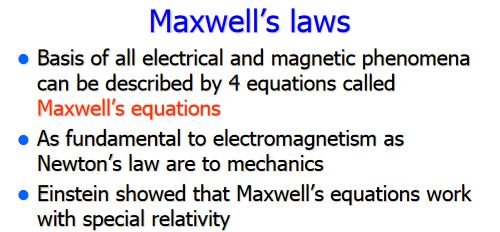 Maxwell's laws
Basis of all electrical and magnetic phenomena
can be described by 4 equations called
Maxwell's equations
As fundamental to electromagnetism as
Newton's law are to mechanics
Einstein showed that Maxwell's equations work
with special relativity